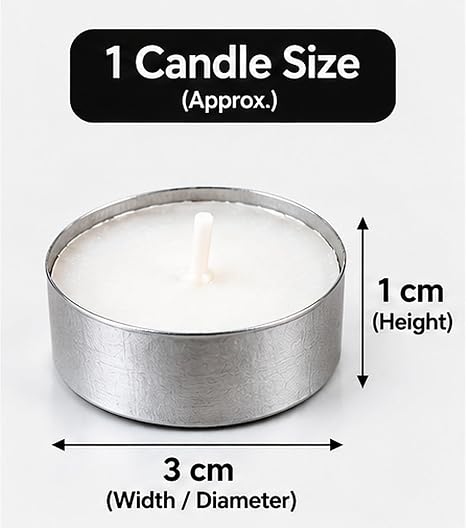 1 Candle Size
(Approx.)
1 cm
(Height)
3 cm
(Width / Diameter)